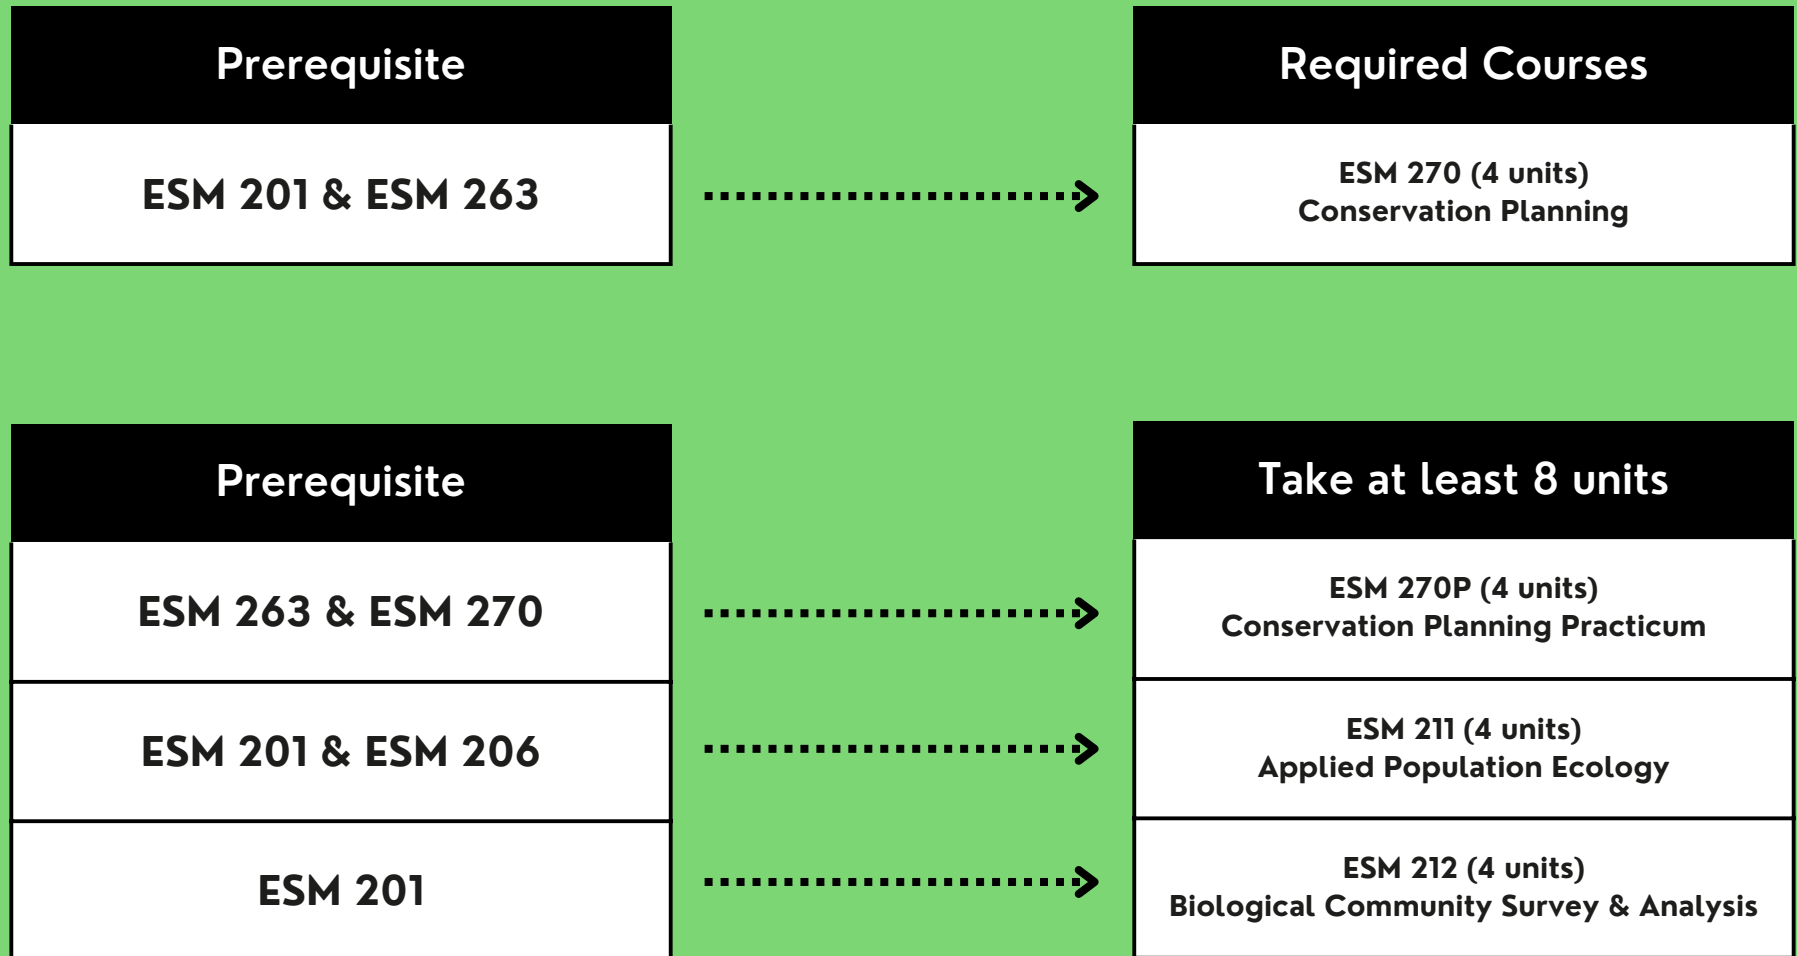 Prerequisite
Required Courses
ESM 201 & ESM 263
ESM 270 (4 units)
Conservation Planning
Prerequisite
Take at least 8 units
ESM 263 & ESM 270
ESM 270P (4 units)
Conservation Planning Practicum
ESM 201 & ESM 206
ESM 211 (4 units)
Applied Population Ecology
ESM 201
ESM 212 (4 units)
Biological Community Survey & Analysis